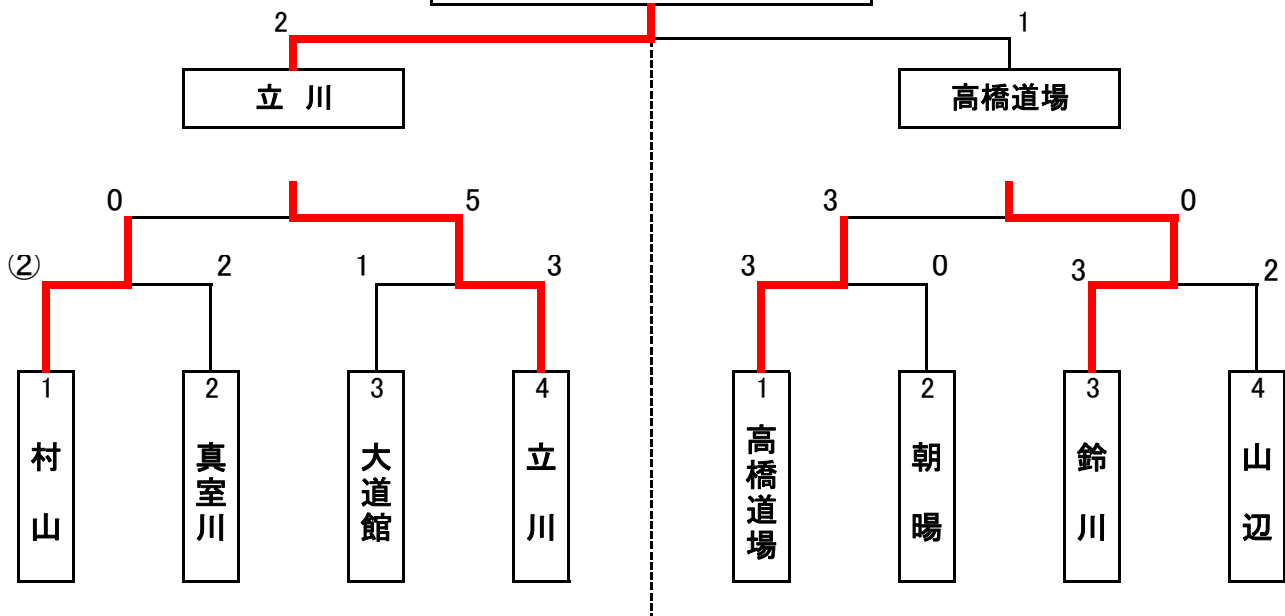 2 1
立 川 高橋道場
0 5 3 0
② 2 1 3 3 0 3 2
1 2 3 4 1 2 3 4
村山 真室川 大道館 立川 高橋道場 朝暘 鈴川 山辺